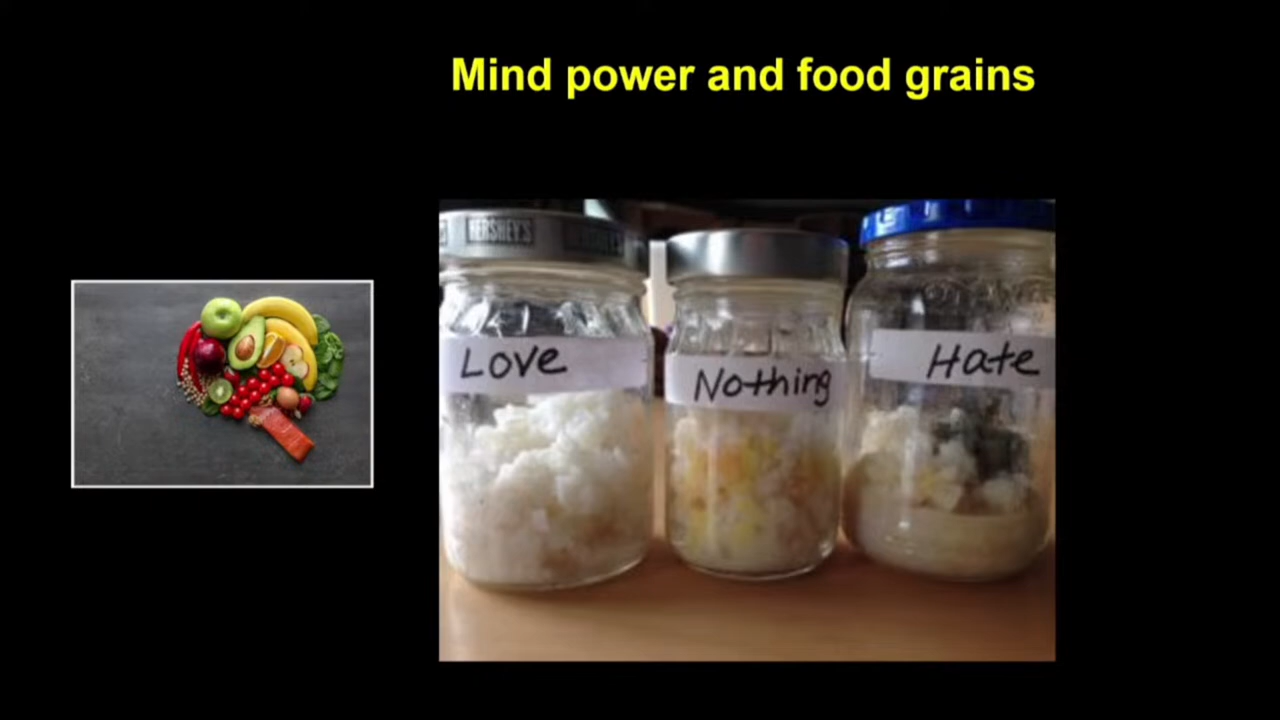 Mind power and food grains
HERSHEY'S
Love
Nothing
Hate